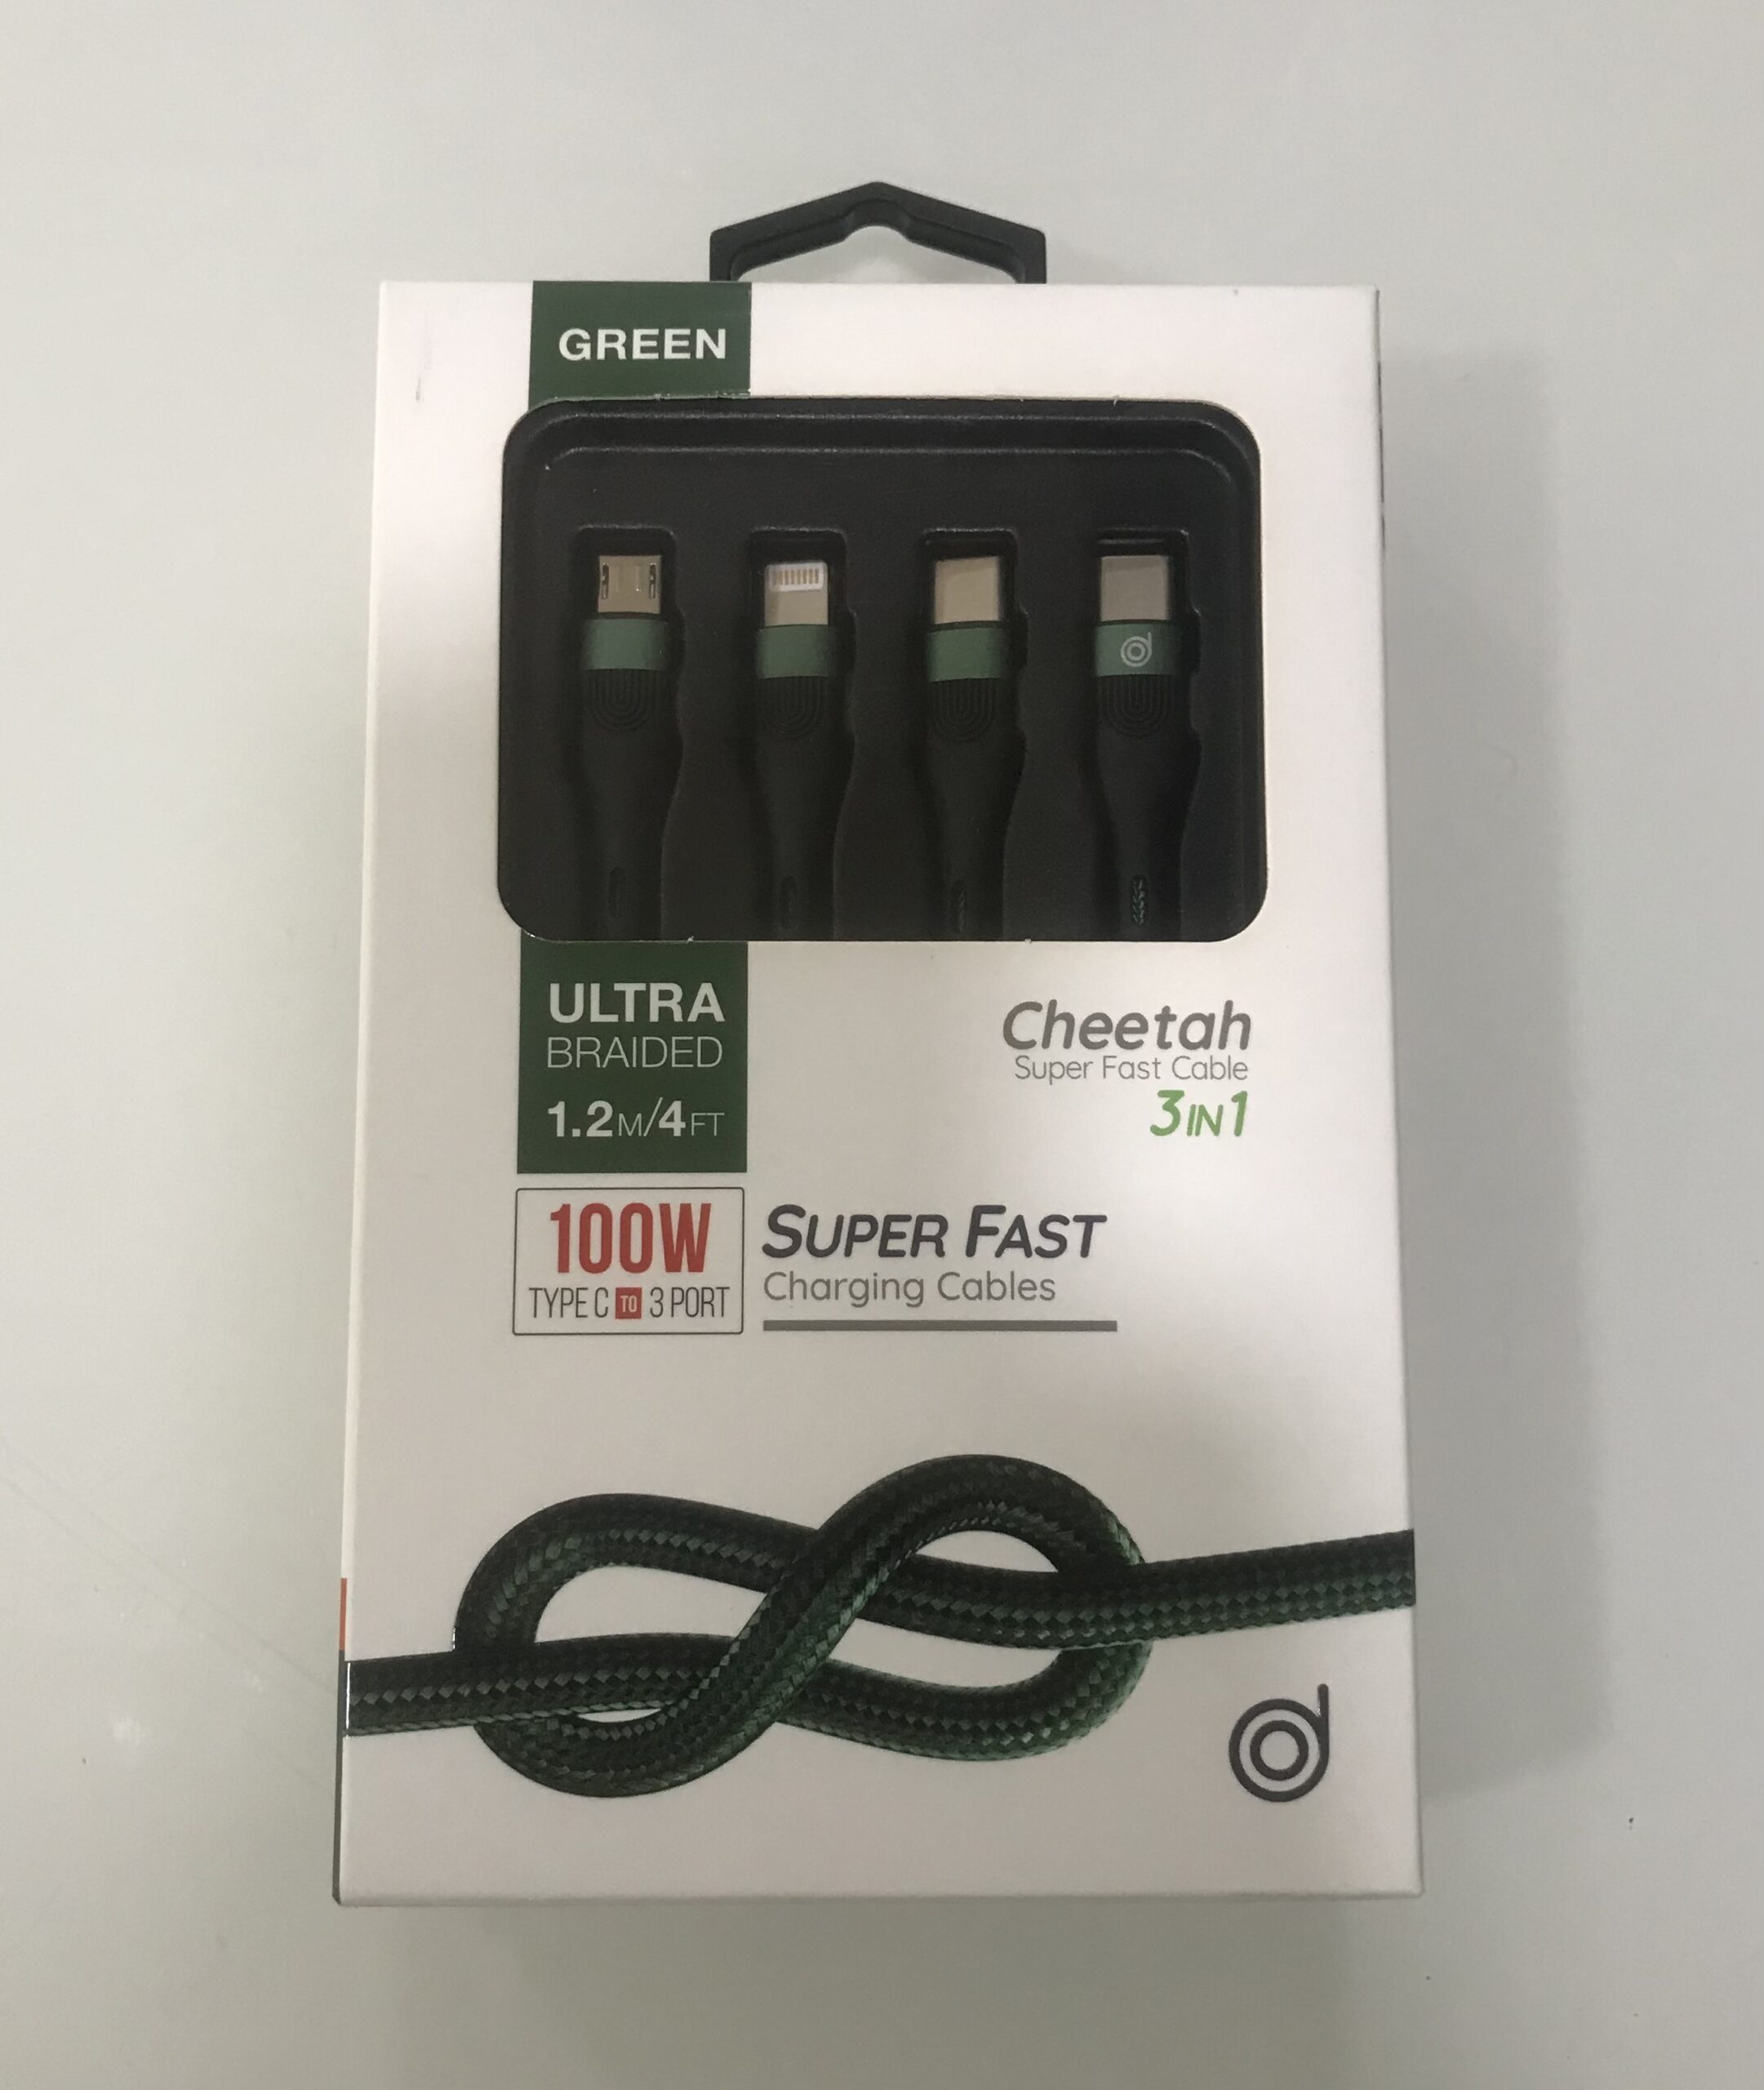 GREEN
ULTRA
BRAIDED
1.2M/4FT
Cheetah
Super Fast Cable
3IN1
100W
TYPE C TO 3 PORT
SUPER FAST
Charging Cables